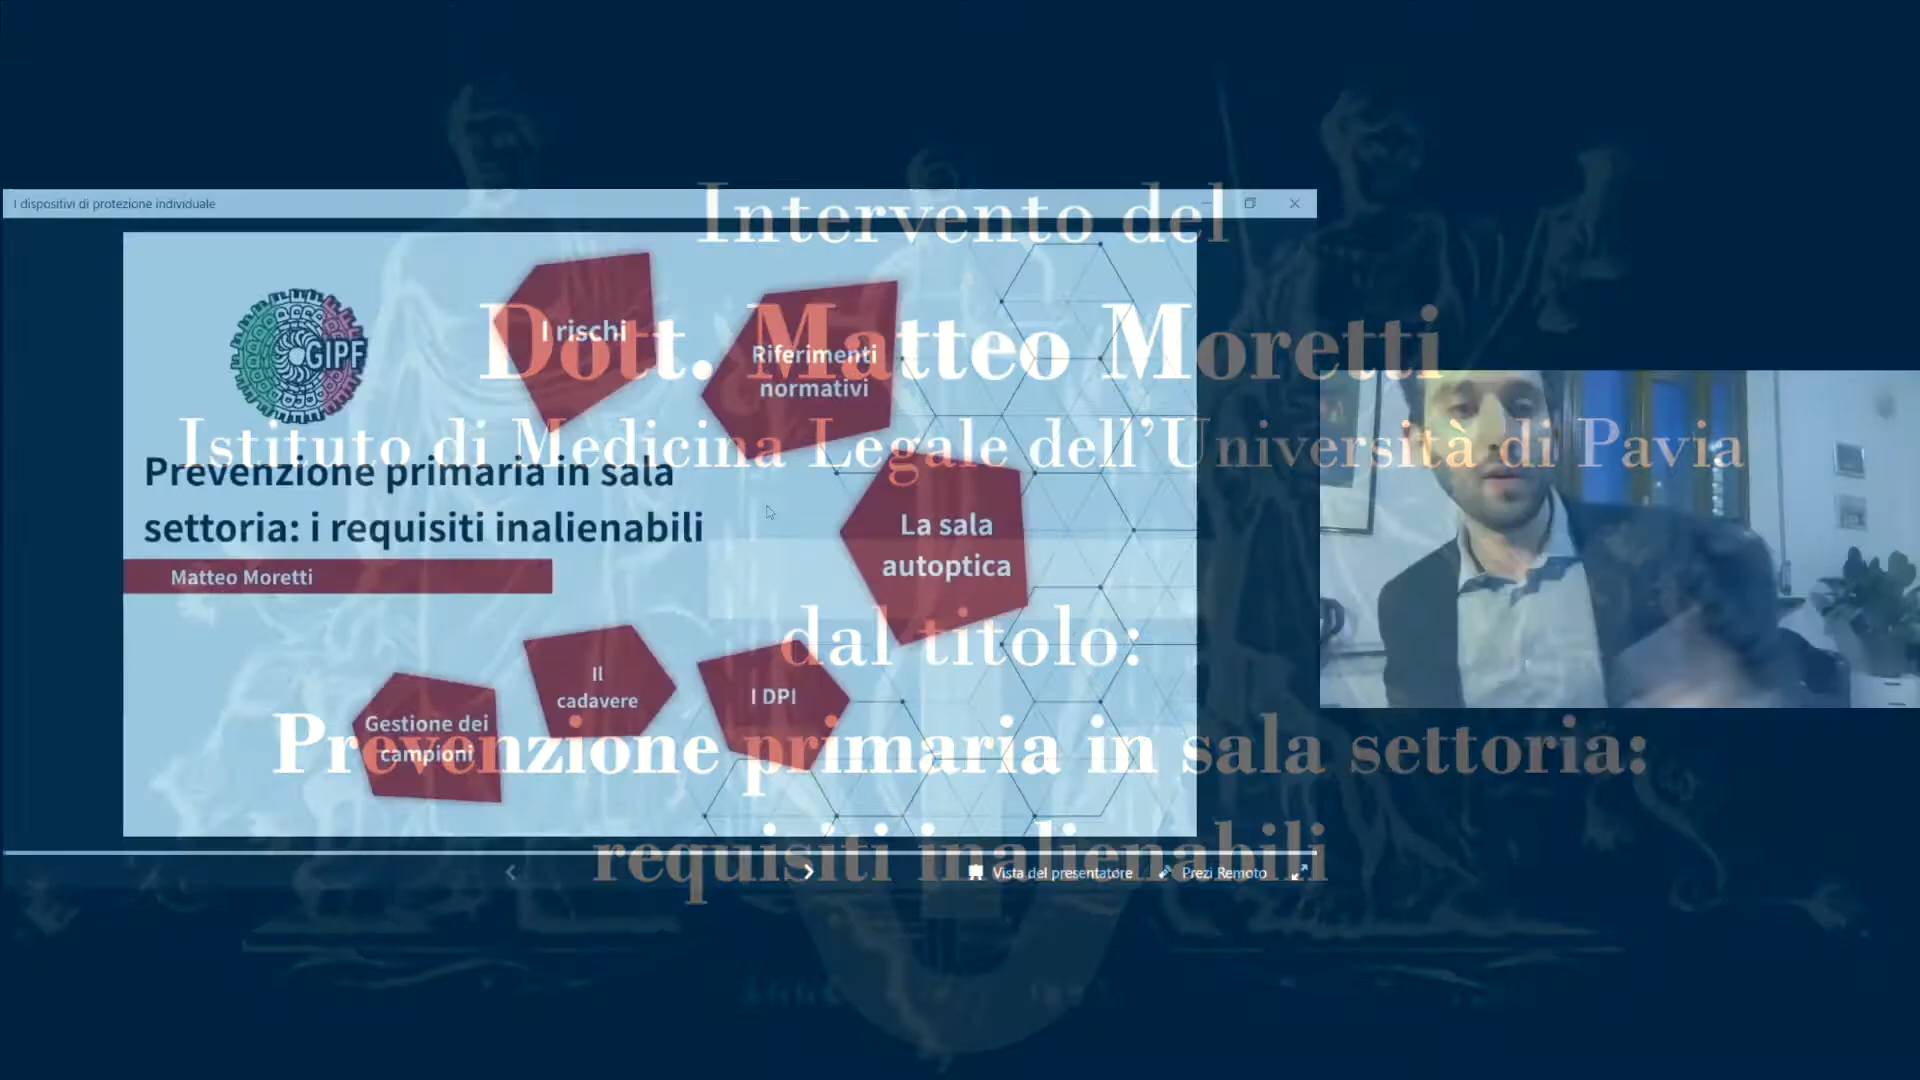 Intervento del
Dott. Matteo Moretti
Istituto di Medicina Legale dell'Università di Pavia
dal titolo:
Prevenzione primaria in sala settoria:
requisiti inalienabili
I dispositivi di protezione individuale
GIPF
Prevenzione primaria in sala
settoria: i requisiti inalienabili
Matteo Moretti
I rischi
Riferimenti
normativi
La sala
autoptica
I DPI
Il
cadavere
Gestione dei
campioni
Vista del presentatore
Prezi Remoto